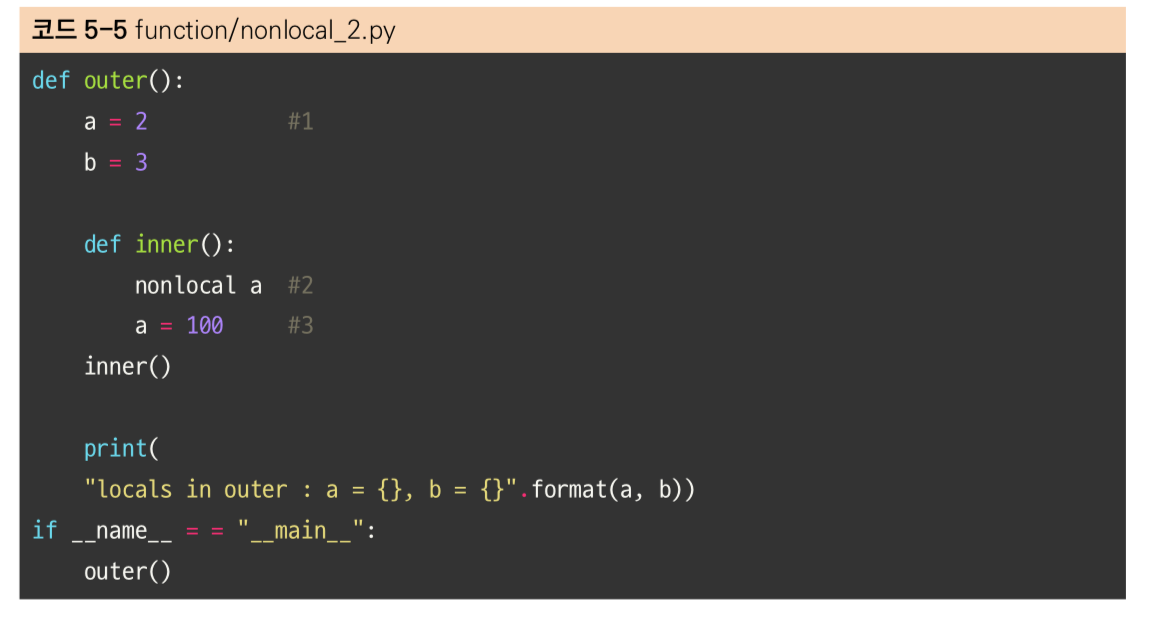 코드 5-5 function/nonlocal_2.py
def outer():
    a = 2           #1
    b = 3

    def inner():
        nonlocal a  #2
        a = 100     #3
    inner()

    print(
    "locals in outer : a = {}, b = {}".format(a, b))
if __name__ = = "__main__":
    outer()